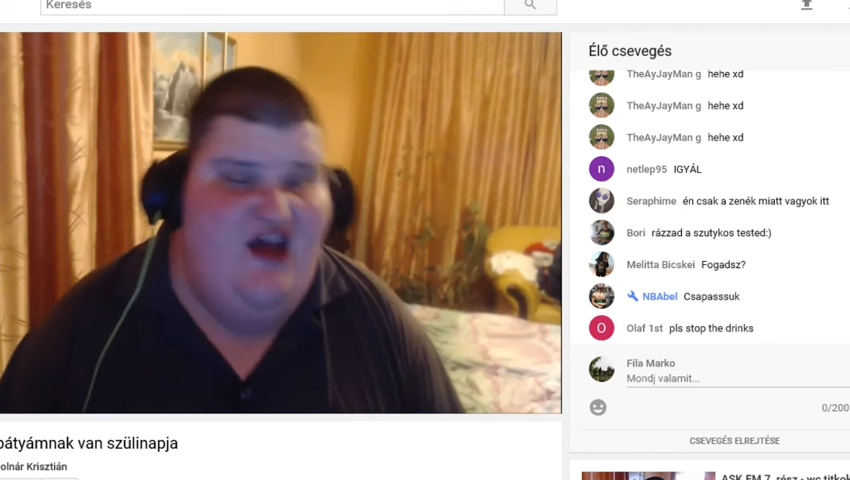 Keresés
Élő csevegés
TheAyJayMan g hehe xd
TheAyJayMan g hehe xd
TheAyJayMan g hehe xd
n
netlep95 IGYÁL
Seraphime én csak a zenék miatt vagyok itt
Bori rázzad a szutykos tested:)
Melitta Bicskei Fogadsz?
NBAbel Csapasssuk
O
Olaf 1st pls stop the drinks
Fila Marko
Mondj valamit...
0/200
CSEVEGÉS ELREJTÉSE
bátyámnak van szülinapja
olnár Krisztián
ASK FM 7. rész - wc titkok